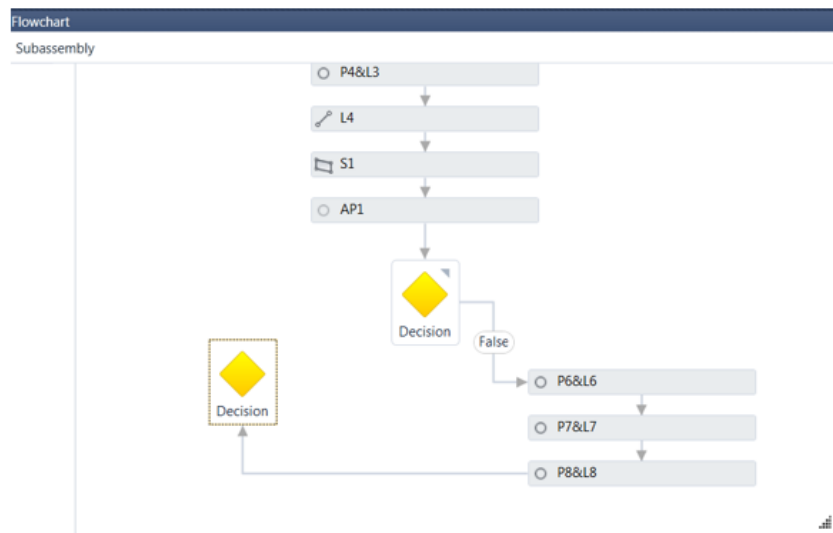 Flowchart
Subassembly
P4&L3
L4
S1
AP1
Decision
False
Decision
P6&L6
P7&L7
P8&L8